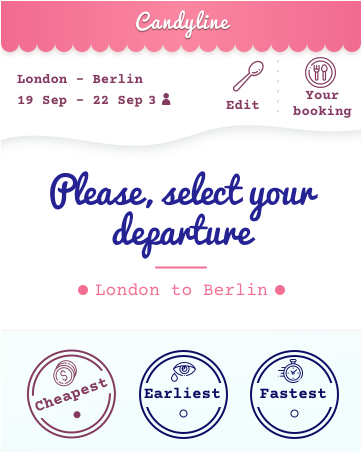 Candyline
London - Berlin
19 Sep - 22 Sep 3
Edit
Your
booking
Please, select your
departure
London to Berlin
Cheapest
Earliest
Fastest